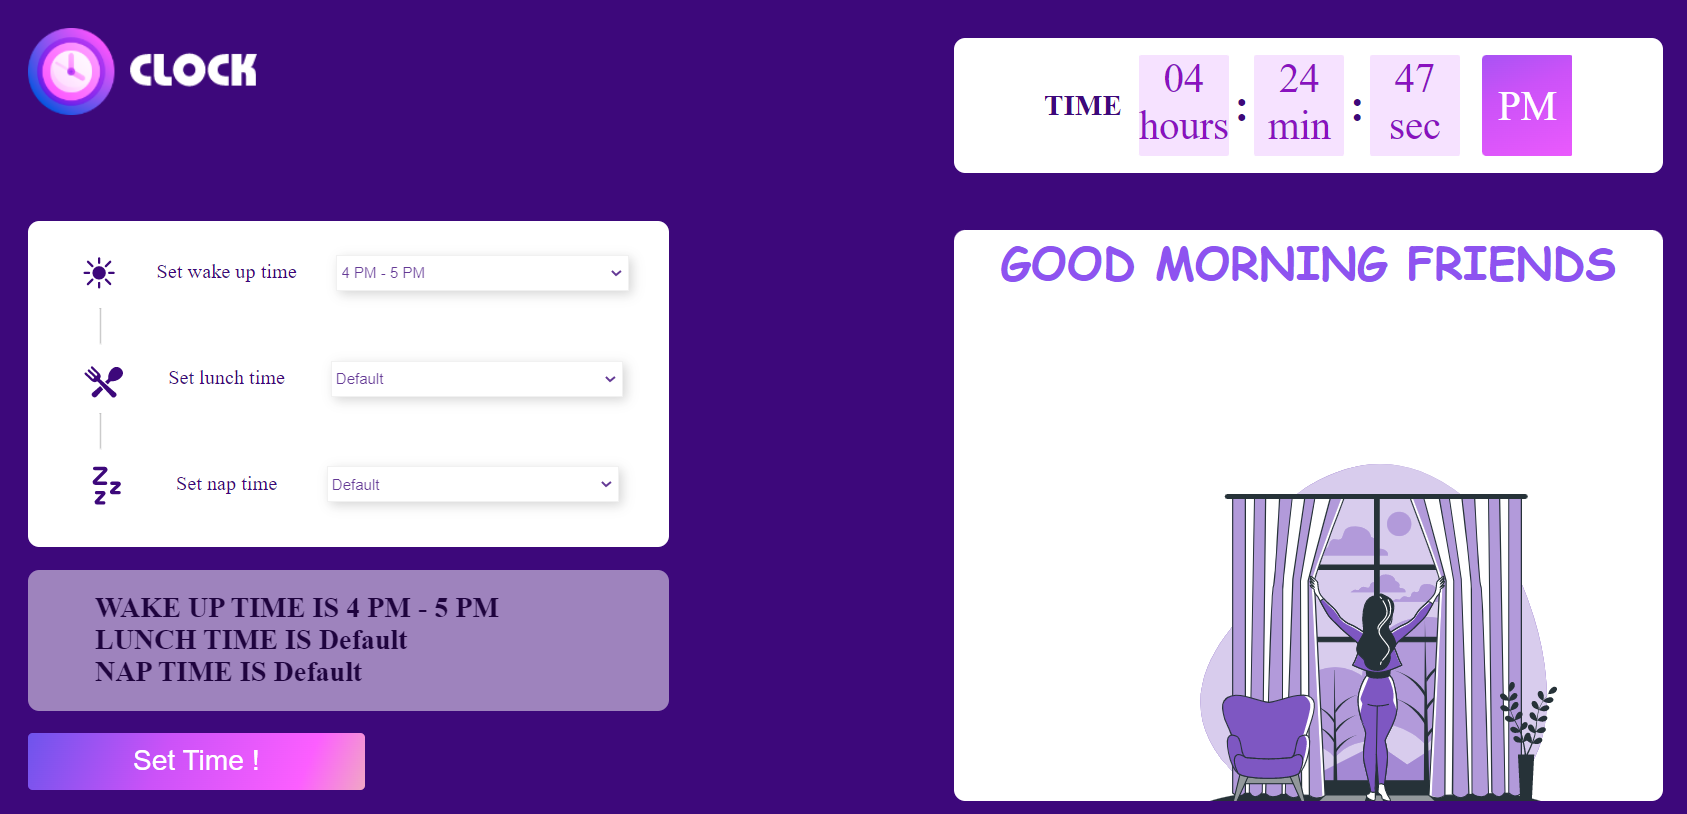 CLOCK
TIME
04 : 24 : 47
hours min sec
PM
Set wake up time
4 PM - 5 PM
Set lunch time
Default
Set nap time
Default
WAKE UP TIME IS 4 PM - 5 PM
LUNCH TIME IS Default
NAP TIME IS Default
Set Time !
GOOD MORNING FRIENDS